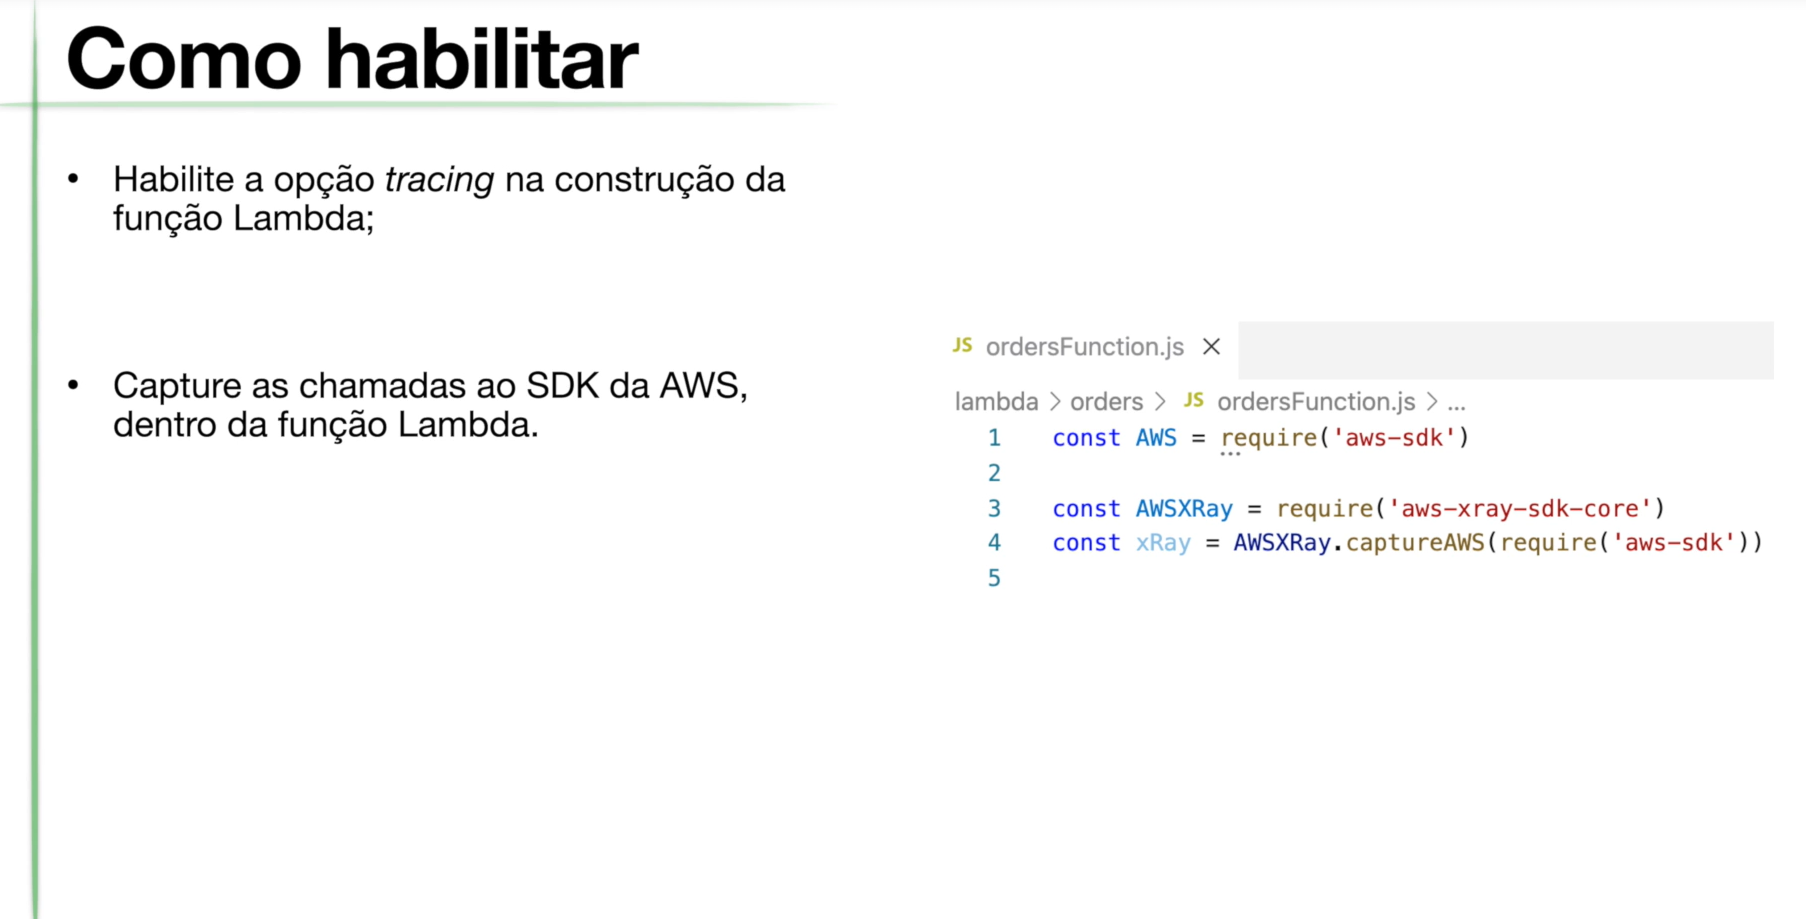 Como habilitar
• Habilite a opção tracing na construção da
função Lambda;
• Capture as chamadas ao SDK da AWS,
dentro da função Lambda.
JS ordersFunction.js ×
lambda > orders > JS ordersFunction.js > ...
1 const AWS = require('aws-sdk')
2
3 const AWSXRay = require('aws-xray-sdk-core')
4 const xRay = AWSXRay.captureAWS(require('aws-sdk'))
5